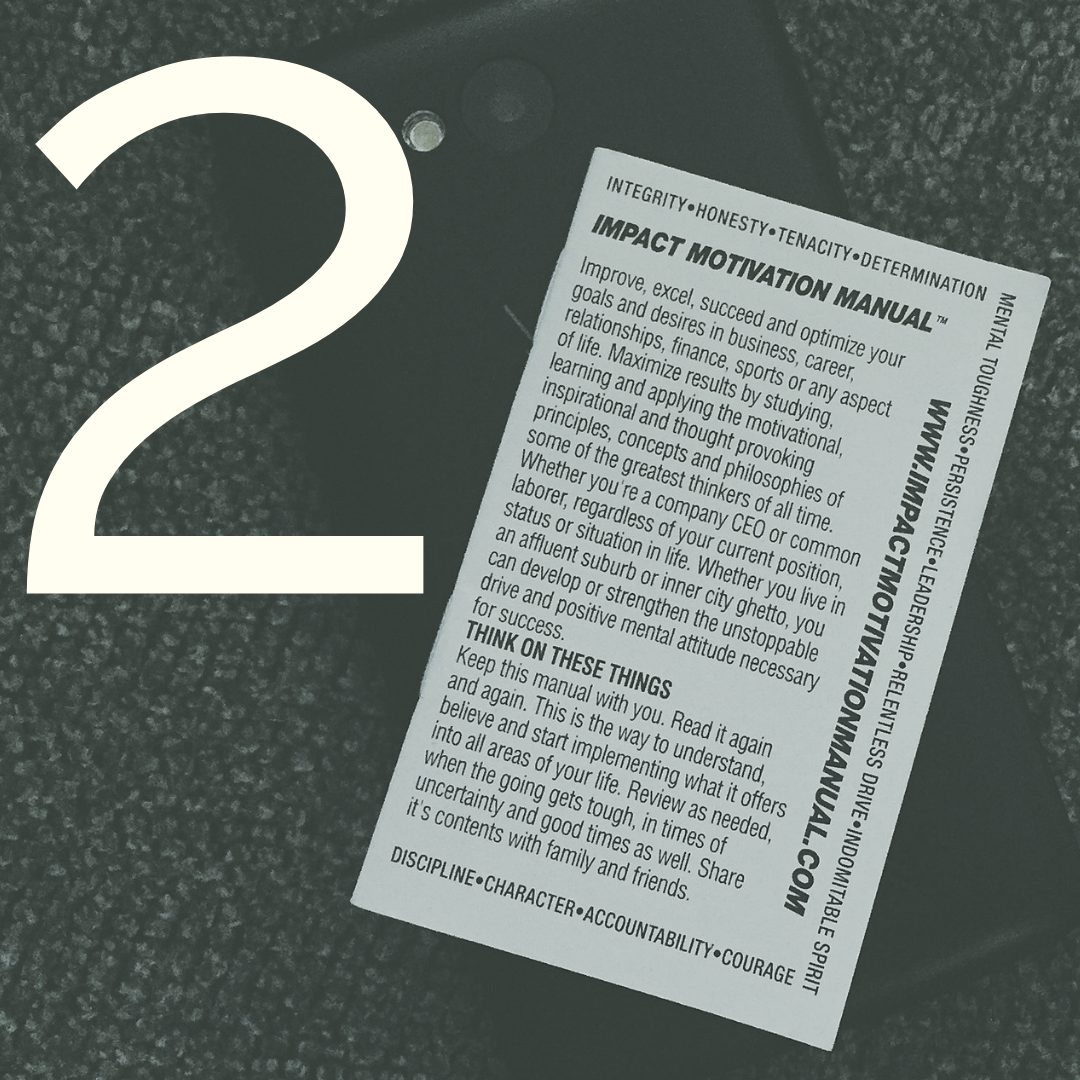 2
INTEGRITY•HONESTY•TENACITY•DETERMINATION
IMPACT MOTIVATION MANUAL™
Improve, excel, succeed and optimize your
goals and desires in business, career,
relationships, finance, sports or any aspect
of life. Maximize results by studying,
learning and applying the motivational,
inspirational and thought provoking
principles, concepts and philosophies of
some of the greatest thinkers of all time.
Whether you're a company CEO or common
laborer, regardless of your current position,
status or situation in life. Whether you live in
an affluent suburb or inner city ghetto, you
can develop or strengthen the unstoppable
drive and positive mental attitude necessary
for success.
THINK ON THESE THINGS
Keep this manual with you. Read it again
and again. This is the way to understand,
believe and start implementing what it offers
into all areas of your life. Review as needed,
when the going gets tough, in times of
uncertainty and good times as well. Share
it's contents with family and friends.
DISCIPLINE•CHARACTER•ACCOUNTABILITY•COURAGE
WWW.IMPACTMOTIVATIONMANUAL.COM
MENTAL TOUGHNESS•PERSISTENCE•LEADERSHIP•RELENTLESS DRIVE•INDOMITABLE SPIRIT